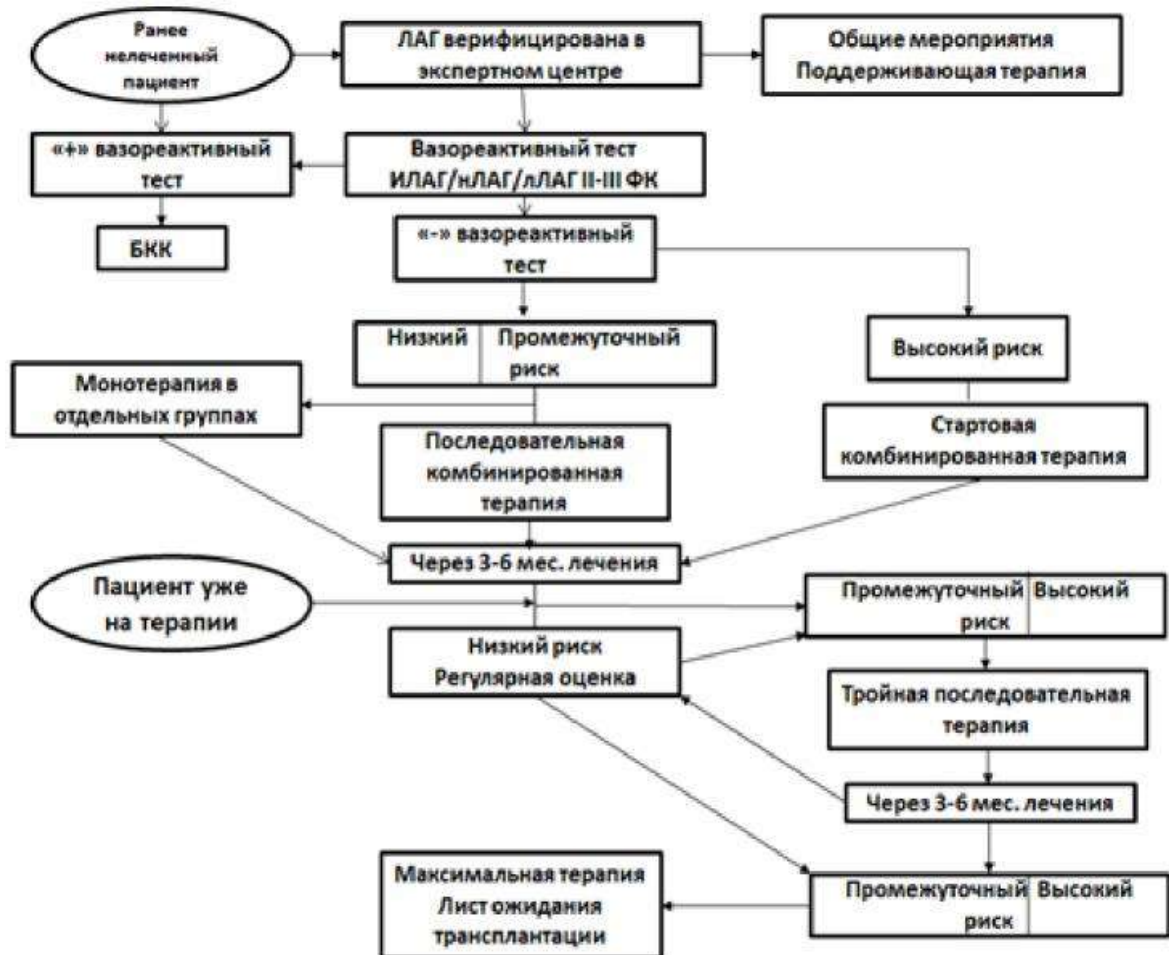 Ранее
нелеченный
пациент
ЛАГ верифицирована в
экспертном центре
Общие мероприятия
Поддерживающая терапия
«+» вазореактивный
тест
Вазореактивный тест
ИЛАГ/нЛАГ/лЛАГ II-III ФК
БКК
«-» вазореактивный
тест
Низкий Промежуточный
риск
Высокий риск
Монотерапия в
отдельных группах
Последовательная
комбинированная
терапия
Стартовая
комбинированная терапия
Через 3-6 мес. лечения
Пациент уже
на терапии
Промежуточный Высокий
риск
Низкий риск
Регулярная оценка
Тройная последовательная
терапия
Через 3-6 мес. лечения
Максимальная терапия
Лист ожидания
трансплантации
Промежуточный Высокий
риск